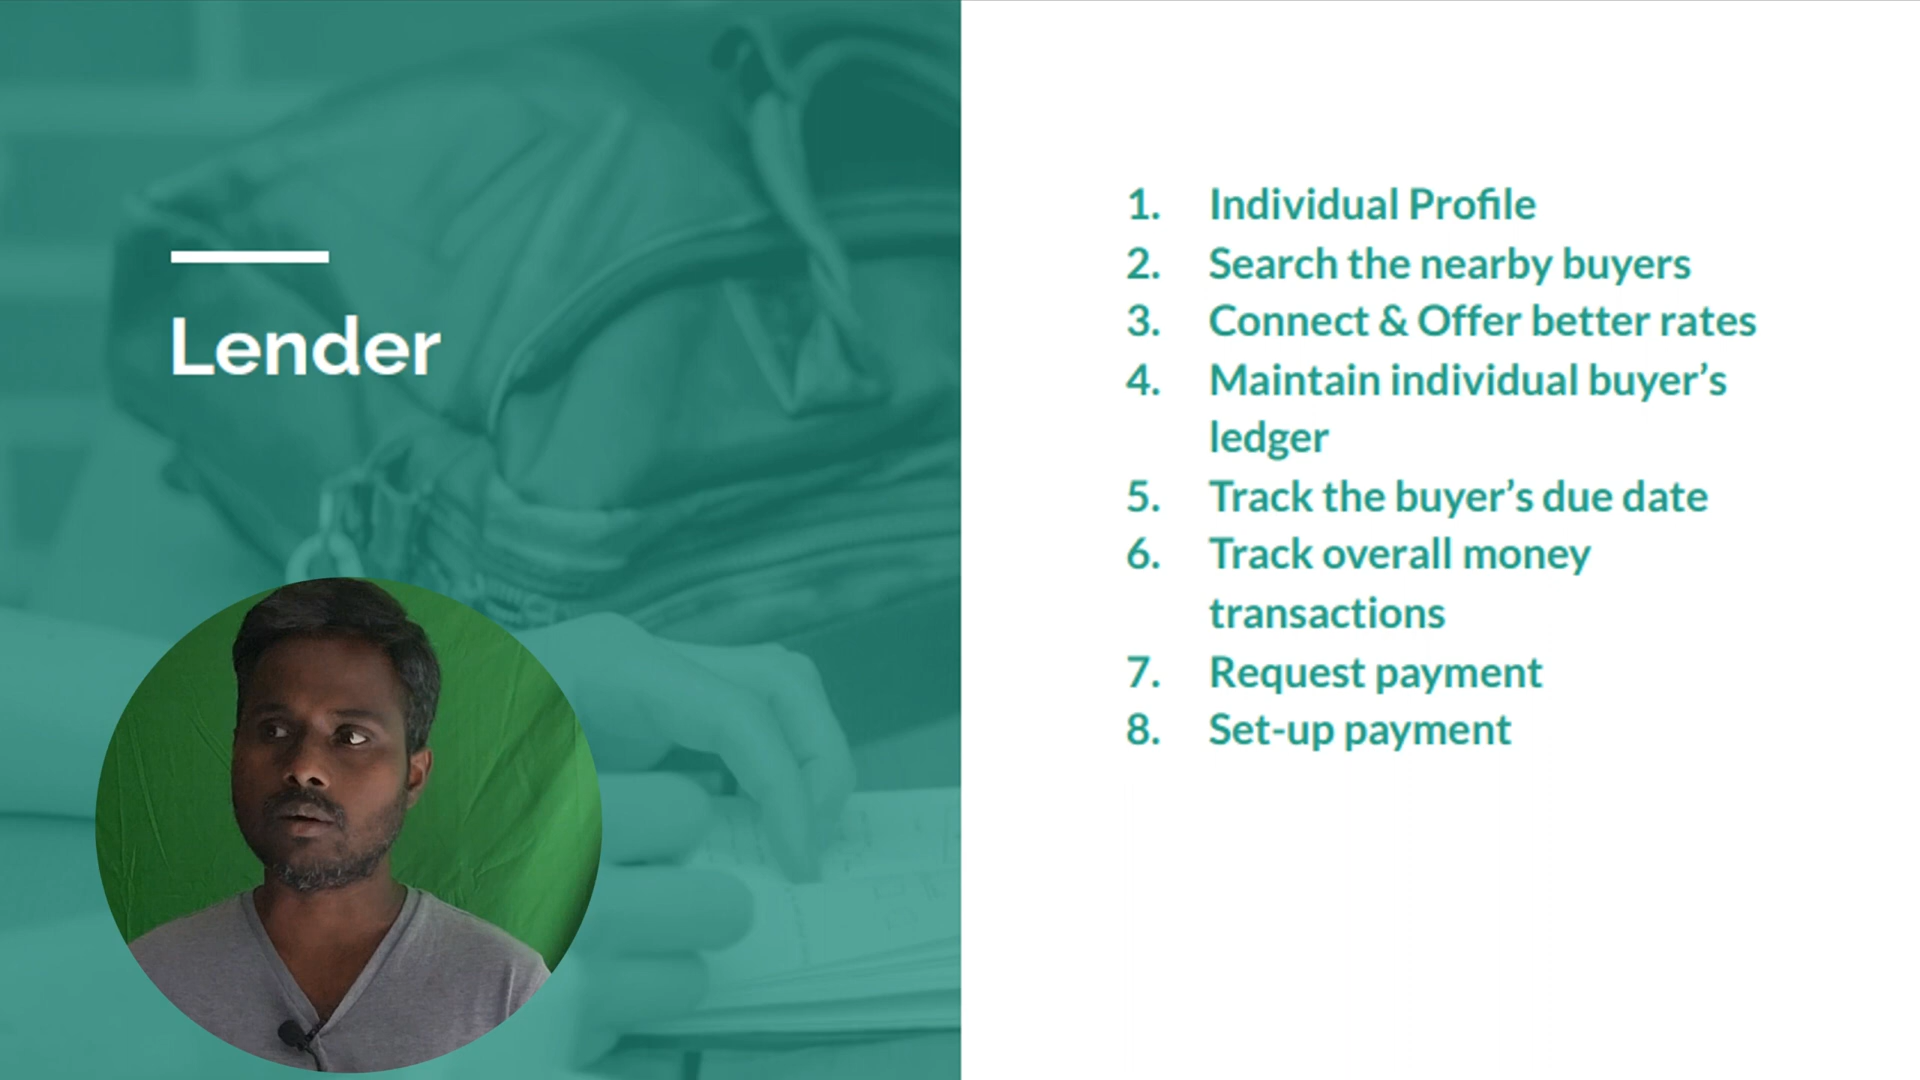 Lender
1. Individual Profile
2. Search the nearby buyers
3. Connect & Offer better rates
4. Maintain individual buyer’s
ledger
5. Track the buyer’s due date
6. Track overall money
transactions
7. Request payment
8. Set-up payment